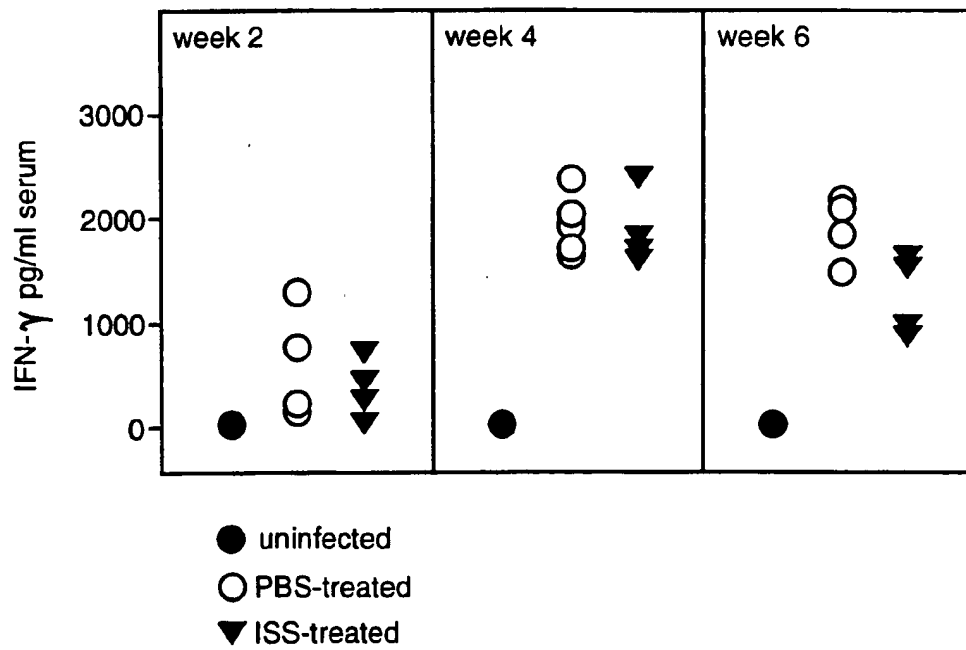 week 2
week 4
week 6
IFN-γ pg/ml serum
3000
2000
1000
0
uninfected
PBS-treated
ISS-treated